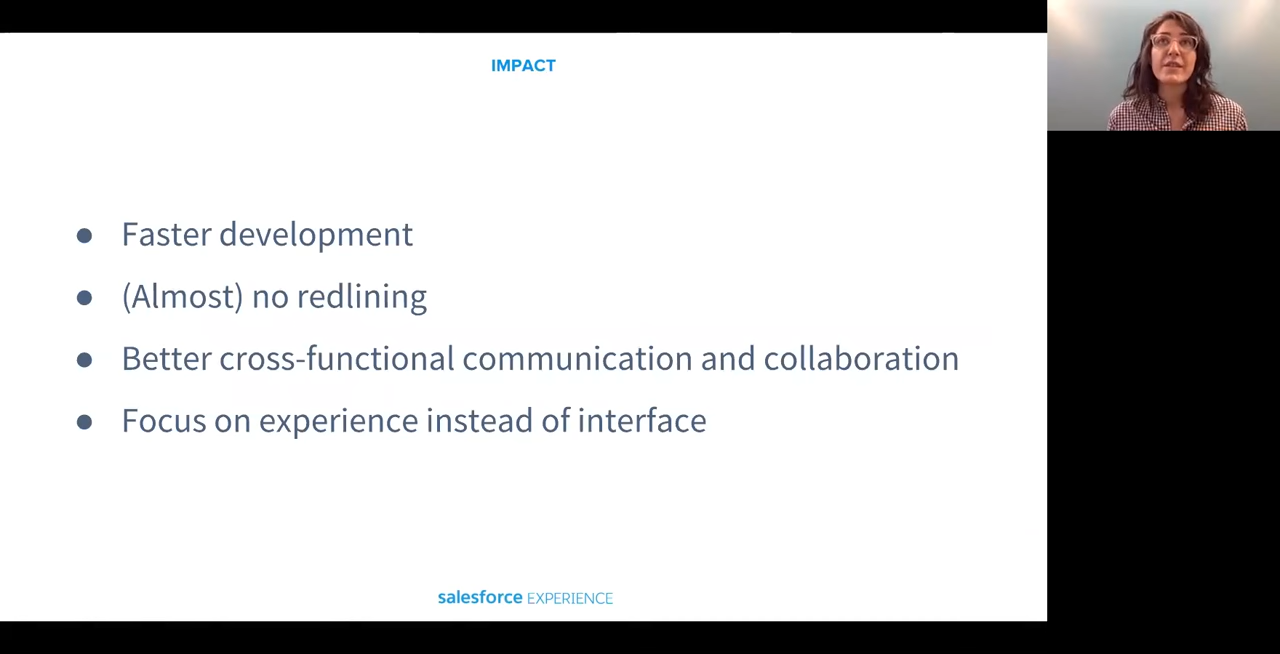 IMPACT
● Faster development
● (Almost) no redlining
● Better cross-functional communication and collaboration
● Focus on experience instead of interface
salesforce EXPERIENCE